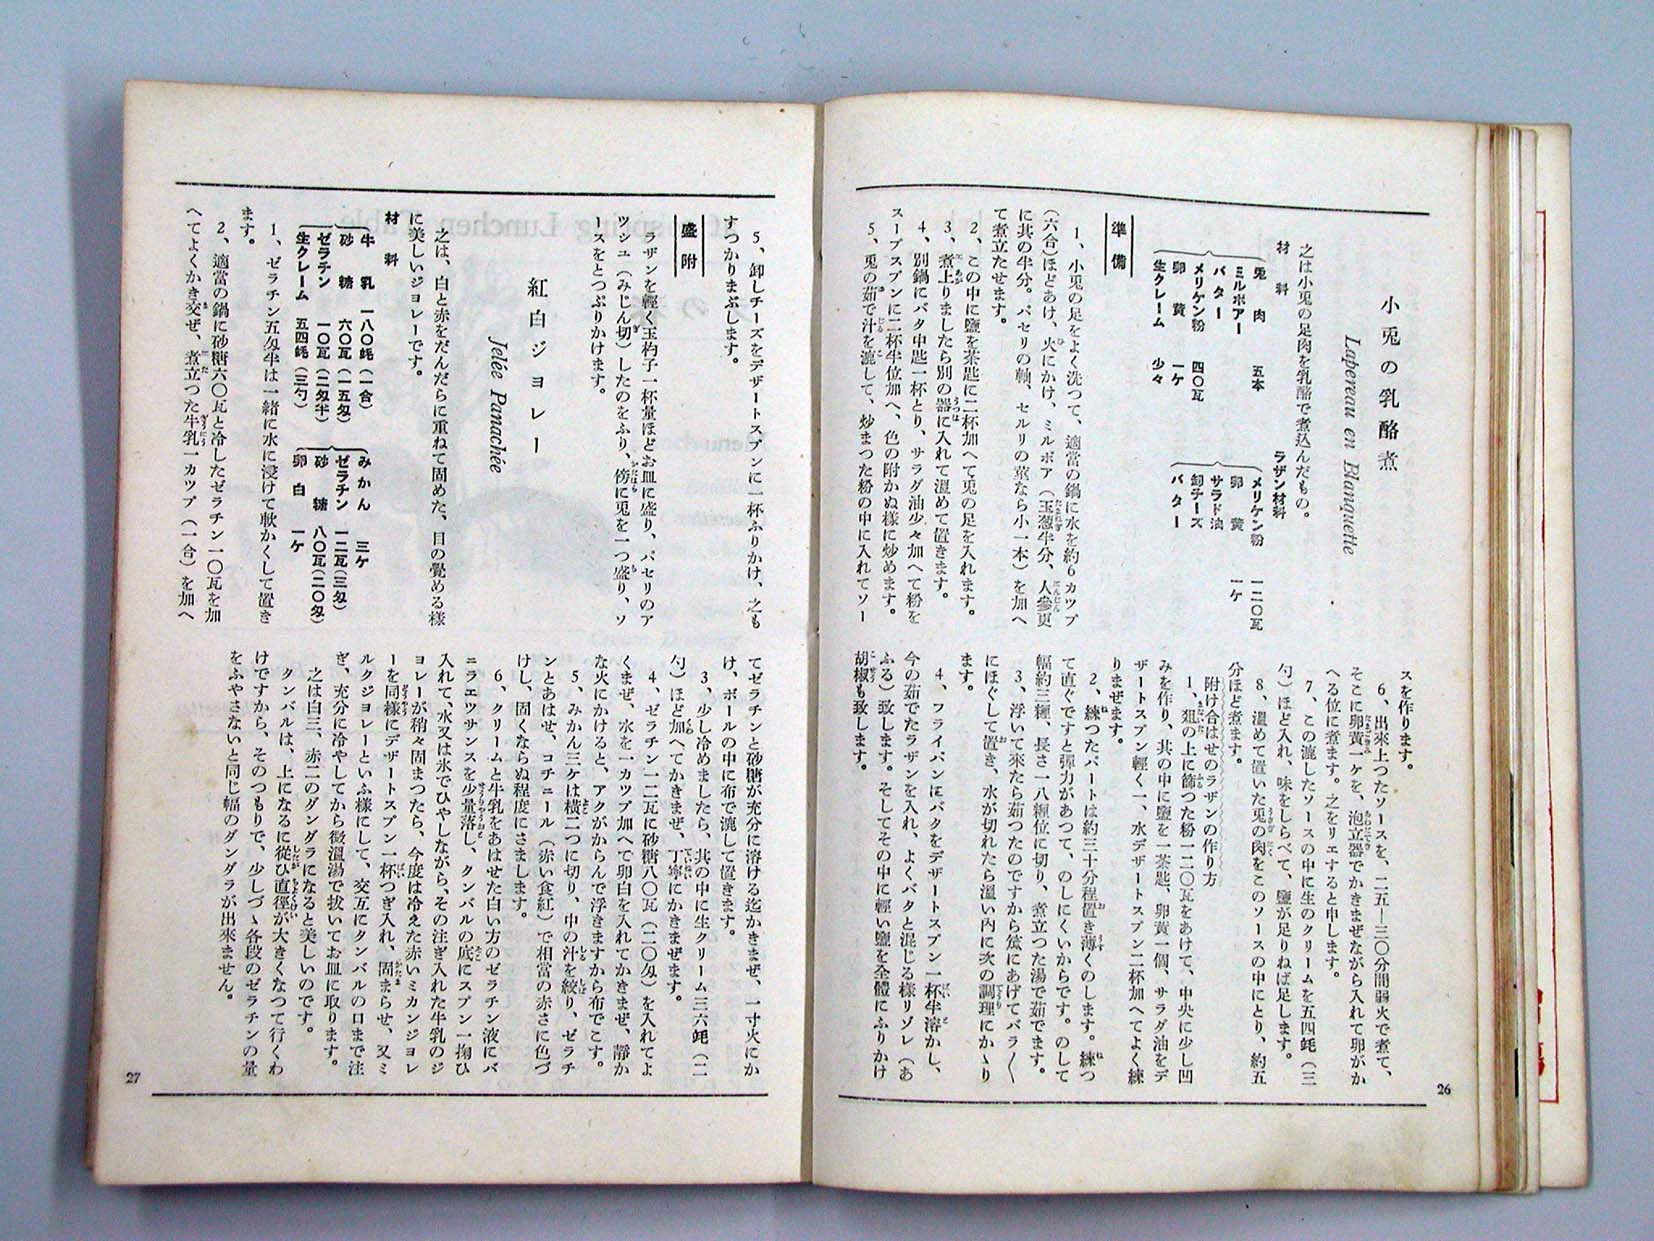 小兎の乳酪煮
Lapereau en Blanquette
之は小兎の足肉を乳酪で煮込んだもの。
材料
兎肉 五本
ミルポアー
バター
メリケン粉 四〇瓦
卵黄 一ケ
生クレーム 少々
ラザン材料
メリケン粉 一二〇瓦
卵黄 一ケ
サラド油
卸チーズ
バター
準備
1、小兎の足をよく洗つて、適當の鍋に水を約6カツプ
(六合)ほどあけ、火にかけ、ミルポア(玉葱半分、人參更
に其の半分。パセリの軸、セルリの莖なら小一本)を加へ
て煮立たせます。
2、この中に鹽を茶匙に二杯加へて兎の足を入れます。
3、煮上りましたら別の器に入れて溫めて置きます。
4、別鍋にバタ中匙一杯とり、サラダ油少々加へて粉を
スープスプンに二杯半位加へ、色の附かぬ樣に炒めます。
5、兎の茹で汁を漉して、炒まつた粉の中に入れてソー
スを作ります。
6、出來上つたソースを、二五—三〇分間弱火で煮て、
そこに卵黄一ケを、泡立器でかきまぜながら入れて卵がか
へる位に煮ます。之をリエすると申します。
7、この漉したソースの中に生のクリームを五四竓(三
勺)ほど入れ、味をしらべて、鹽が足りねば足します。
8、溫めて置いた兎の肉をこのソースの中にとり、約五
分ほど煮ます。
附け合はせのラザンの作り方
1、爼の上に篩つた粉一二〇瓦をあけて、中央に少し凹
みを作り、其の中に鹽を一茶匙、卵黄一個、サラダ油をデ
ザートスプン輕く一、水デザートスプン二杯加へてよく練
りまぜます。
2、練つたパートは約三十分程置き薄くのします。練つ
て直ぐですと彈力があつて、のしにくいからです。のして
幅約三糎、長さ一八糎位に切り、煮立つた湯で茹でます。
3、浮いて來たら茹つたのですから笊にあげてバラ〱
にほぐして置き、水が切れたら溫い內に次の調理にかゝり
ます。
4、フライパンにバタをデザートスプン一杯半溶かし、
今の茹でたラザンを入れ、よくバタと混じる樣リゾレ(あ
ふる)致します。そしてその中に輕い鹽を全體にふりかけ
胡椒も致します。
26
5、卸しチーズをデザートスプンに一杯ふりかけ、之も
すつかりまぶします。
盛附
ラザンを輕く玉杓子一杯量ほどお皿に盛り、パセリのア
ツシユ(みじん切)したのをふり、傍に兎を一つ盛り、ソ
ースをとつぷりかけます。
紅白ジヨレー
Jelée Panachée
之は、白と赤をだんだらに重ねて固めた、目の覺める樣
に美しいジヨレーです。
材料
牛乳 一八〇竓(一合)
砂糖 六〇瓦(一五匁)
ゼラチン 一〇瓦(二匁半)
生クレーム 五四竓(三勺)
みかん 三ケ
ゼラチン 一二瓦(三匁)
砂糖 八〇瓦(二〇匁)
卵白 一ケ
1、ゼラチン五匁半は一緒に水に浸けて軟かくして置き
ます。
2、適當の鍋に砂糖六〇瓦と冷したゼラチン一〇瓦を加
へてよくかき交ぜ、煮立つた牛乳一カツプ(一合)を加へ
てゼラチンと砂糖が充分に溶ける迄かきまぜ、一寸火にか
け、ボールの中に布で漉して置きます。
3、少し冷めましたら、其の中に生クリーム三六竓(二
勺)ほど加へてかきまぜ、丁寧にかきまぜます。
4、ゼラチン一二瓦に砂糖八〇瓦(二〇匁)を入れてよ
くまぜ、水を一カツプ加へて卵白を入れてかきまぜ、靜か
な火にかけると、アクがからんで浮きますから布でこす。
5、みかん三ケは橫二つに切り、中の汁を絞り、ゼラチ
ンとあはせ、コチニール(赤い食紅)で相當の赤さに色づ
けし、固くならぬ程度にさまします。
6、クリームと牛乳をあはせた白い方のゼラチン液にバ
ニラエツサンスを少量落し、タンバルの底にスプン一掬ひ
入れて、水又は氷でひやしながら、その注ぎ入れた牛乳のジ
ヨレーが稍々固まつたら、今度は冷えた赤いミカンジヨレ
ーを同樣にデザートスプン一杯つぎ入れ、固まらせ、又ミ
ルクジヨレーといふ樣にして、交互にタンバルの口まで注
ぎ、充分に冷やしてから微溫湯で拔いてお皿に取ります。
之は白三、赤二のダンダラになると美しいのです。
タンバルは、上になるに從ひ直徑が大きくなつて行くわ
けですから、そのつもりで、少しづゝ各段のゼラチンの量
をふやさないと同じ幅のダンダラが出來ません。
27